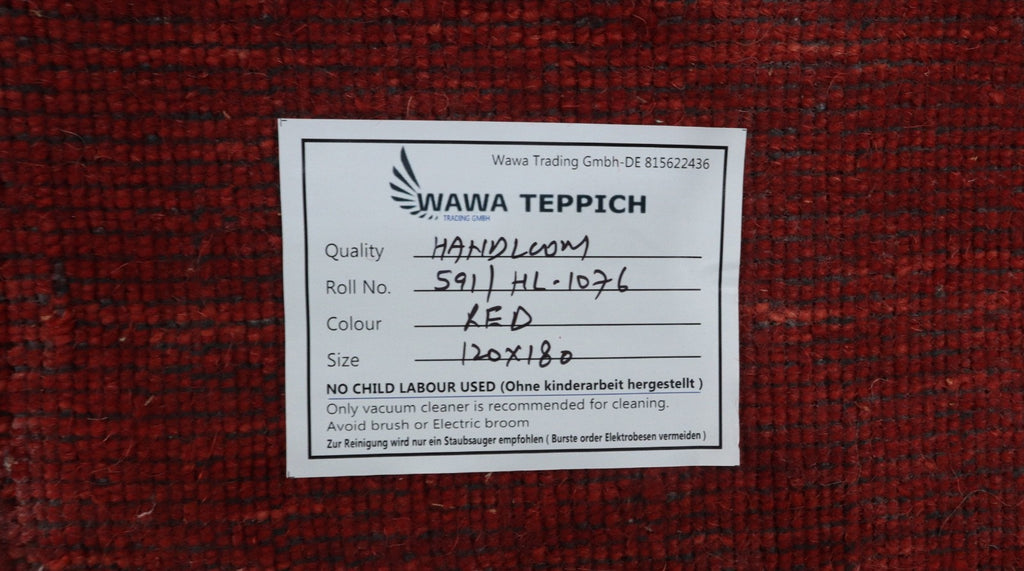 Wawa Trading Gmbh-DE 815622436
WAWA TEPPICH
TRADING GMBH
Quality HANDLOOM
Roll No. 591/ HL-1076
Colour RED
Size 120X180
NO CHILD LABOUR USED (Ohne kinderarbeit hergestellt )
Only vacuum cleaner is recommended for cleaning.
Avoid brush or Electric broom
Zur Reinigung wird nur ein Staubsauger empfohlen ( Burste order Elektrobesen vermeiden )